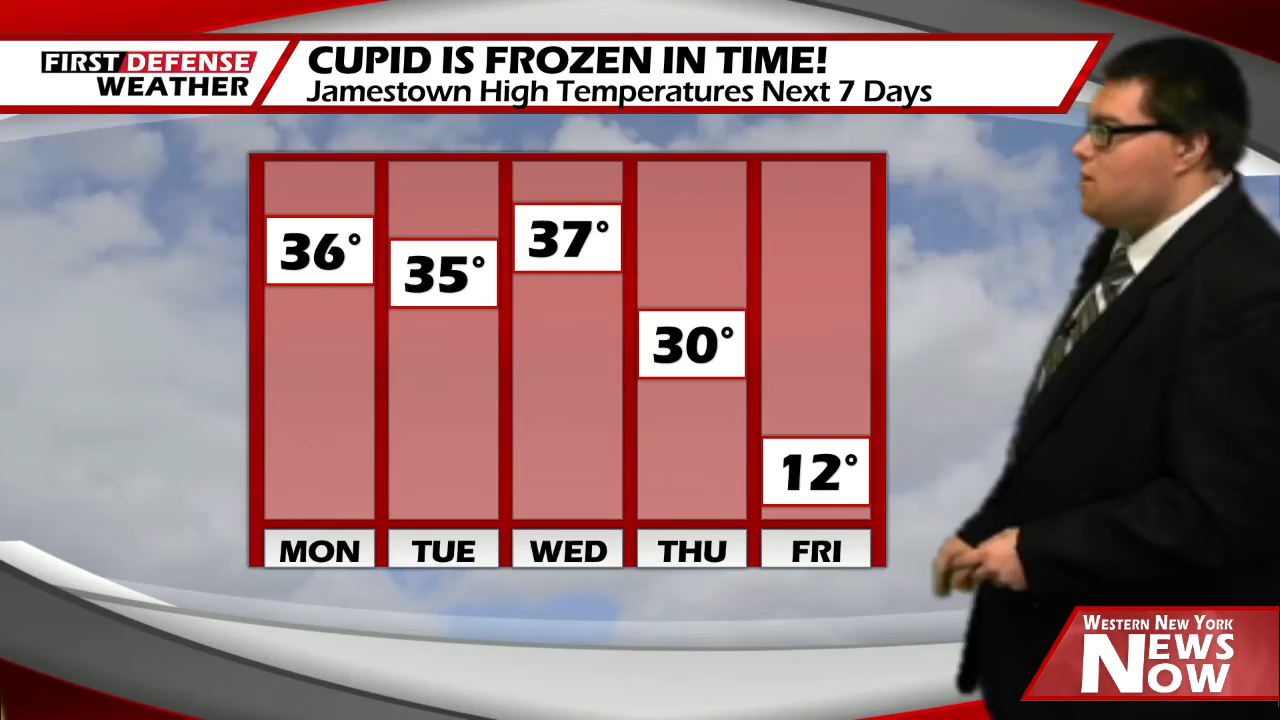 FIRST DEFENSE
WEATHER
CUPID IS FROZEN IN TIME!
Jamestown High Temperatures Next 7 Days
36° 35° 37° 30° 12°
MON TUE WED THU FRI
WESTERN NEW YORK
NEWS
NOW